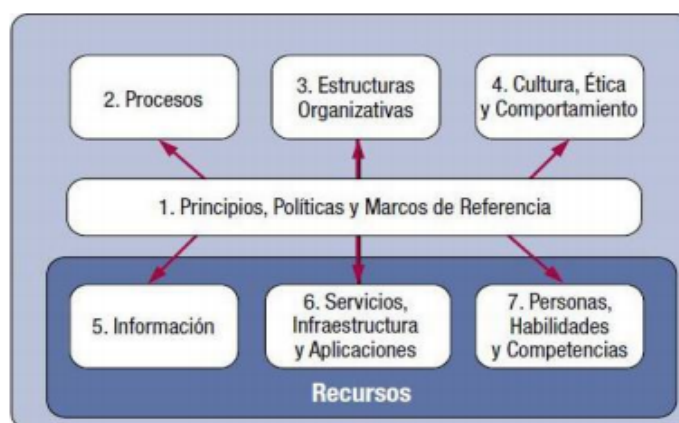 2. Procesos
3. Estructuras
Organizativas
4. Cultura, Ética
y Comportamiento
1. Principios, Políticas y Marcos de Referencia
5. Información
6. Servicios,
Infraestructura
y Aplicaciones
7. Personas,
Habilidades
y Competencias
Recursos